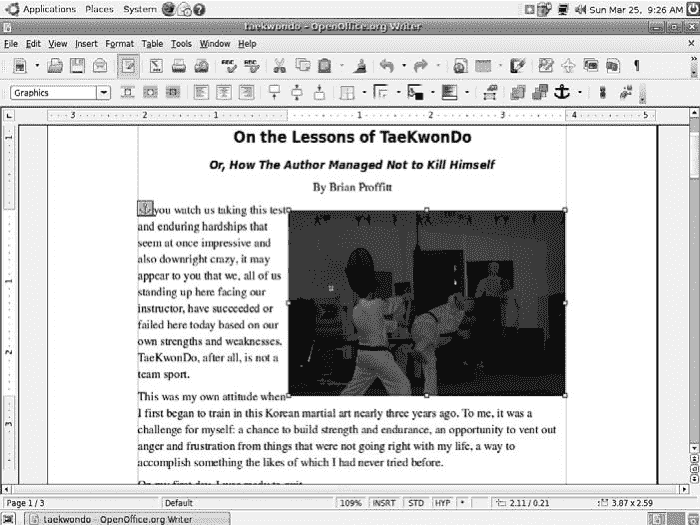 Applications Places System Sun Mar 25, 9:26 AM
taekwondo - OpenOffice.org Writer
File Edit View Insert Format Table Tools Window Help
Graphics
3 2 1 1 2 3 4 5
On the Lessons of TaeKwonDo
Or, How The Author Managed Not to Kill Himself
By Brian Proffitt
you watch us taking this test
and enduring hardships that
seem at once impressive and
also downright crazy, it may
appear to you that we, all of us
standing up here facing our
instructor, have succeeded or
failed here today based on our
own strengths and weaknesses.
TaeKwonDo, after all, is not a
team sport.
This was my own attitude when
I first began to train in this Korean martial art nearly three years ago. To me, it was a
challenge for myself: a chance to build strength and endurance, an opportunity to vent out
anger and frustration from things that were not going right with my life, a way to
accomplish something the likes of which I had never tried before.
Page 1 / 3 Default 109% INSRT STD HYP * 2.11 / 0.21 3.87 x 2.59
taekwondo - OpenOffice.org Writer